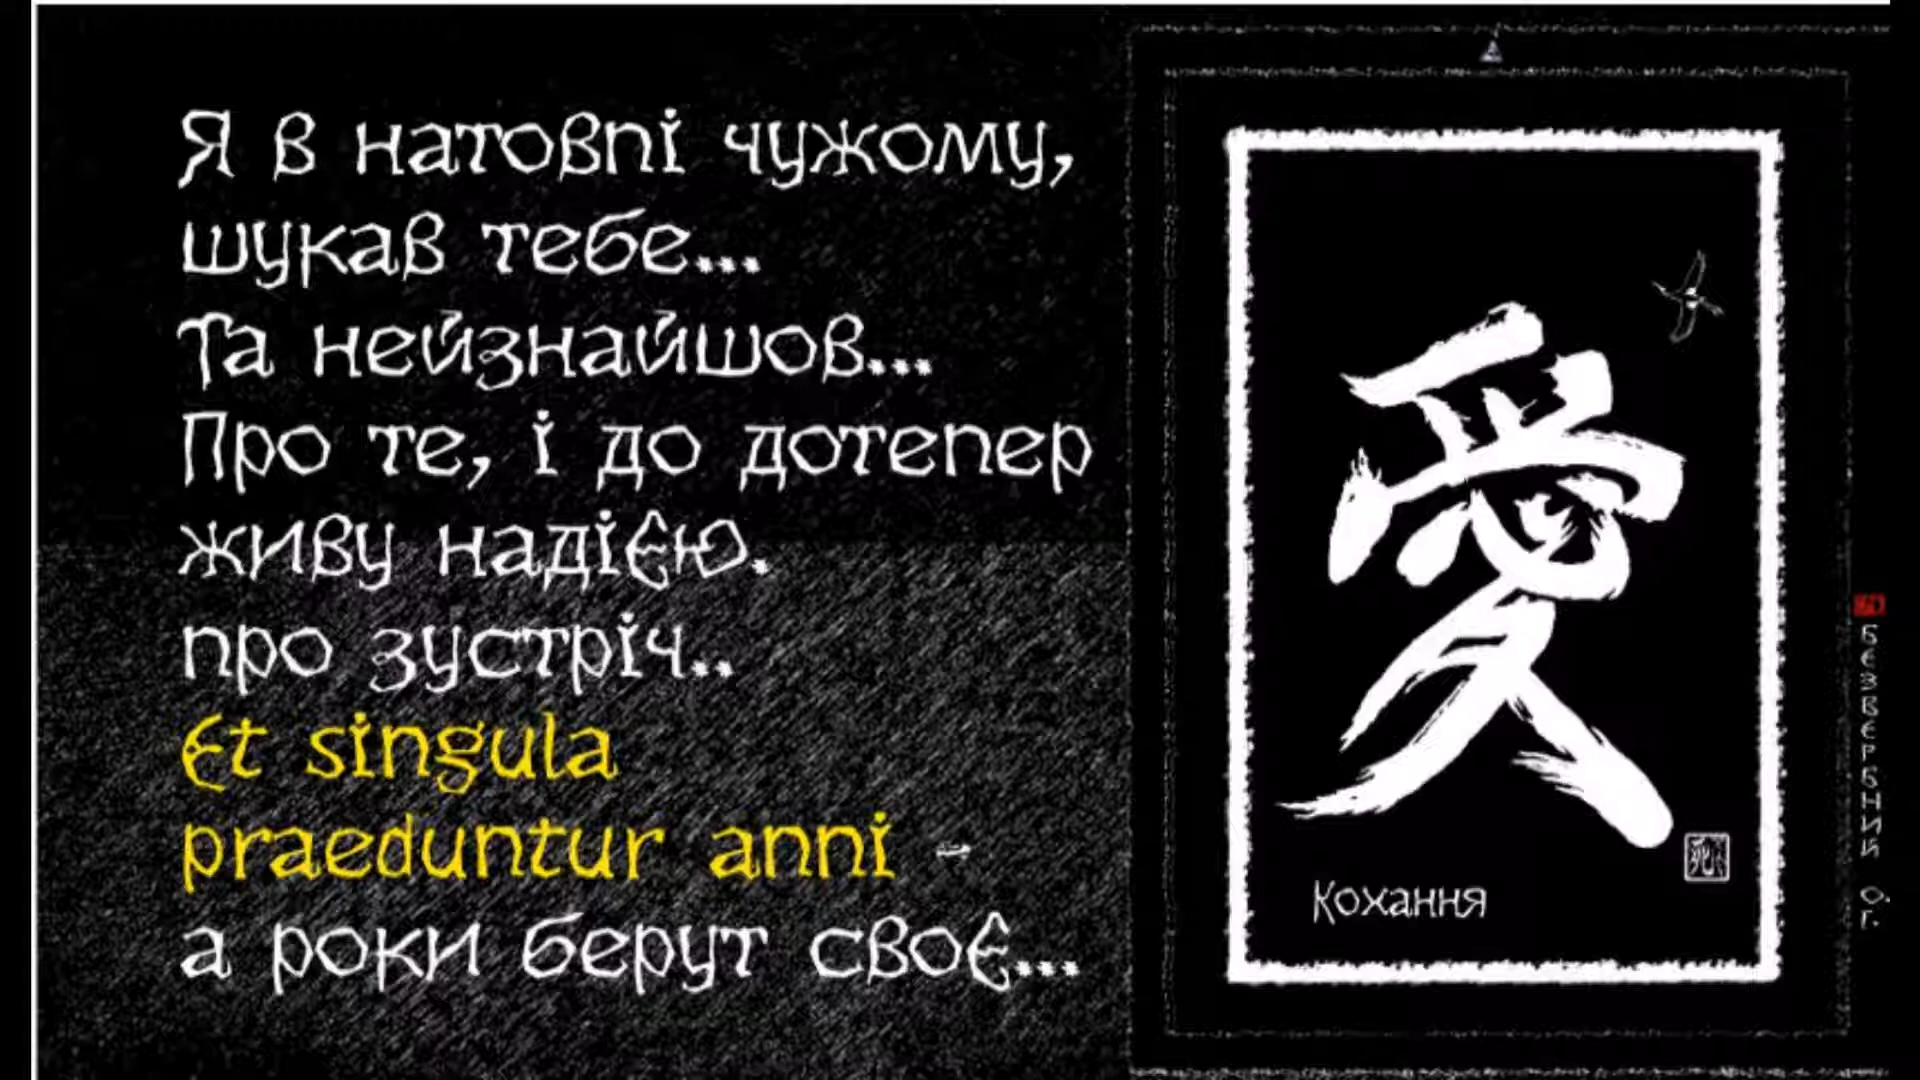 Я в натовпі чужому,
шукав тебе...
Та нейзнайшов...
Про те, і до дотепер
живу надією.
про зустріч..
Et singula
praeduntur anni -
а роки берут своє...
愛
Кохання
БЄЗВЄРБНИЙ О.Г.